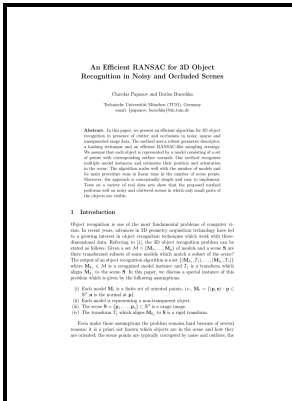 An Efficient RANSAC for 3D Object
Recognition in Noisy and Occluded Scenes
Chavdar Papazov and Darius Burschka
Technische Universität München (TUM), Germany
email: {papazov, burschka}@in.tum.de
Abstract. In this paper, we present an efficient algorithm for 3D object
recognition in presence of clutter and occlusions in noisy, sparse and
unsegmented range data. The method uses a robust geometric descriptor,
a hashing technique and an efficient RANSAC-like sampling strategy.
We assume that each object is represented by a model consisting of a set
of points with corresponding surface normals. Our method recognizes
multiple model instances and estimates their position and orientation
in the scene. The algorithm scales well with the number of models and
its main procedure runs in linear time in the number of scene points.
Moreover, the approach is conceptually simple and easy to implement.
Tests on a variety of real data sets show that the proposed method
performs well on noisy and cluttered scenes in which only small parts of
the objects are visible.
1 Introduction
Object recognition is one of the most fundamental problems of computer vi-
sion. In recent years, advances in 3D geometry acquisition technology have led
to a growing interest in object recognition techniques which work with three-
dimensional data. Referring to [1], the 3D object recognition problem can be
stated as follows. Given a set M = {M1, . . . , Mq} of models and a scene S are
there transformed subsets of some models which match a subset of the scene?
The output of an object recognition algorithm is a set {(Mk1, T1), . . . , (Mkr, Tr)}
where Mkj ∈ M is a recognized model instance and Tj is a transform which
aligns Mkj to the scene S. In this paper, we discuss a special instance of this
problem which is given by the following assumptions.
(i) Each model Mi is a finite set of oriented points, i.e., Mi = {(p, n) : p ∈
R³, n is the normal at p}.
(ii) Each model is representing a non-transparent object.
(iii) The scene S = {p1, . . . , ps} ⊂ R³ is a range image.
(iv) The transform Tj which aligns Mkj to S is a rigid transform.
Even under these assumptions the problem remains hard because of several
reasons: it is a priori not known which objects are in the scene and how they
are oriented; the scene points are typically corrupted by noise and outliers; the